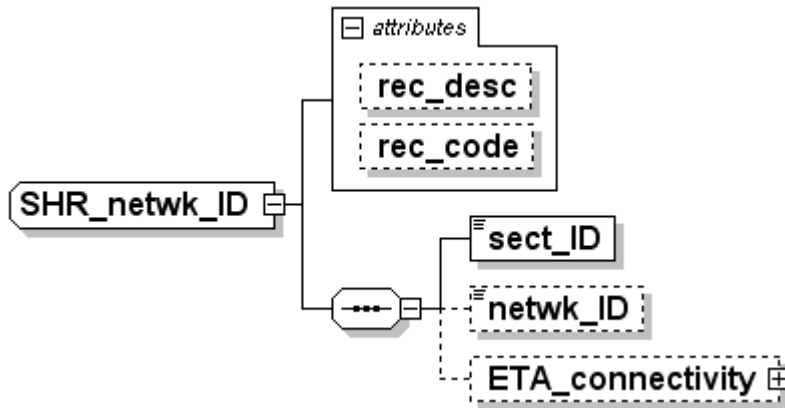 attributes
rec_desc
rec_code
SHR_netwk_ID
sect_ID
netwk_ID
ETA_connectivity